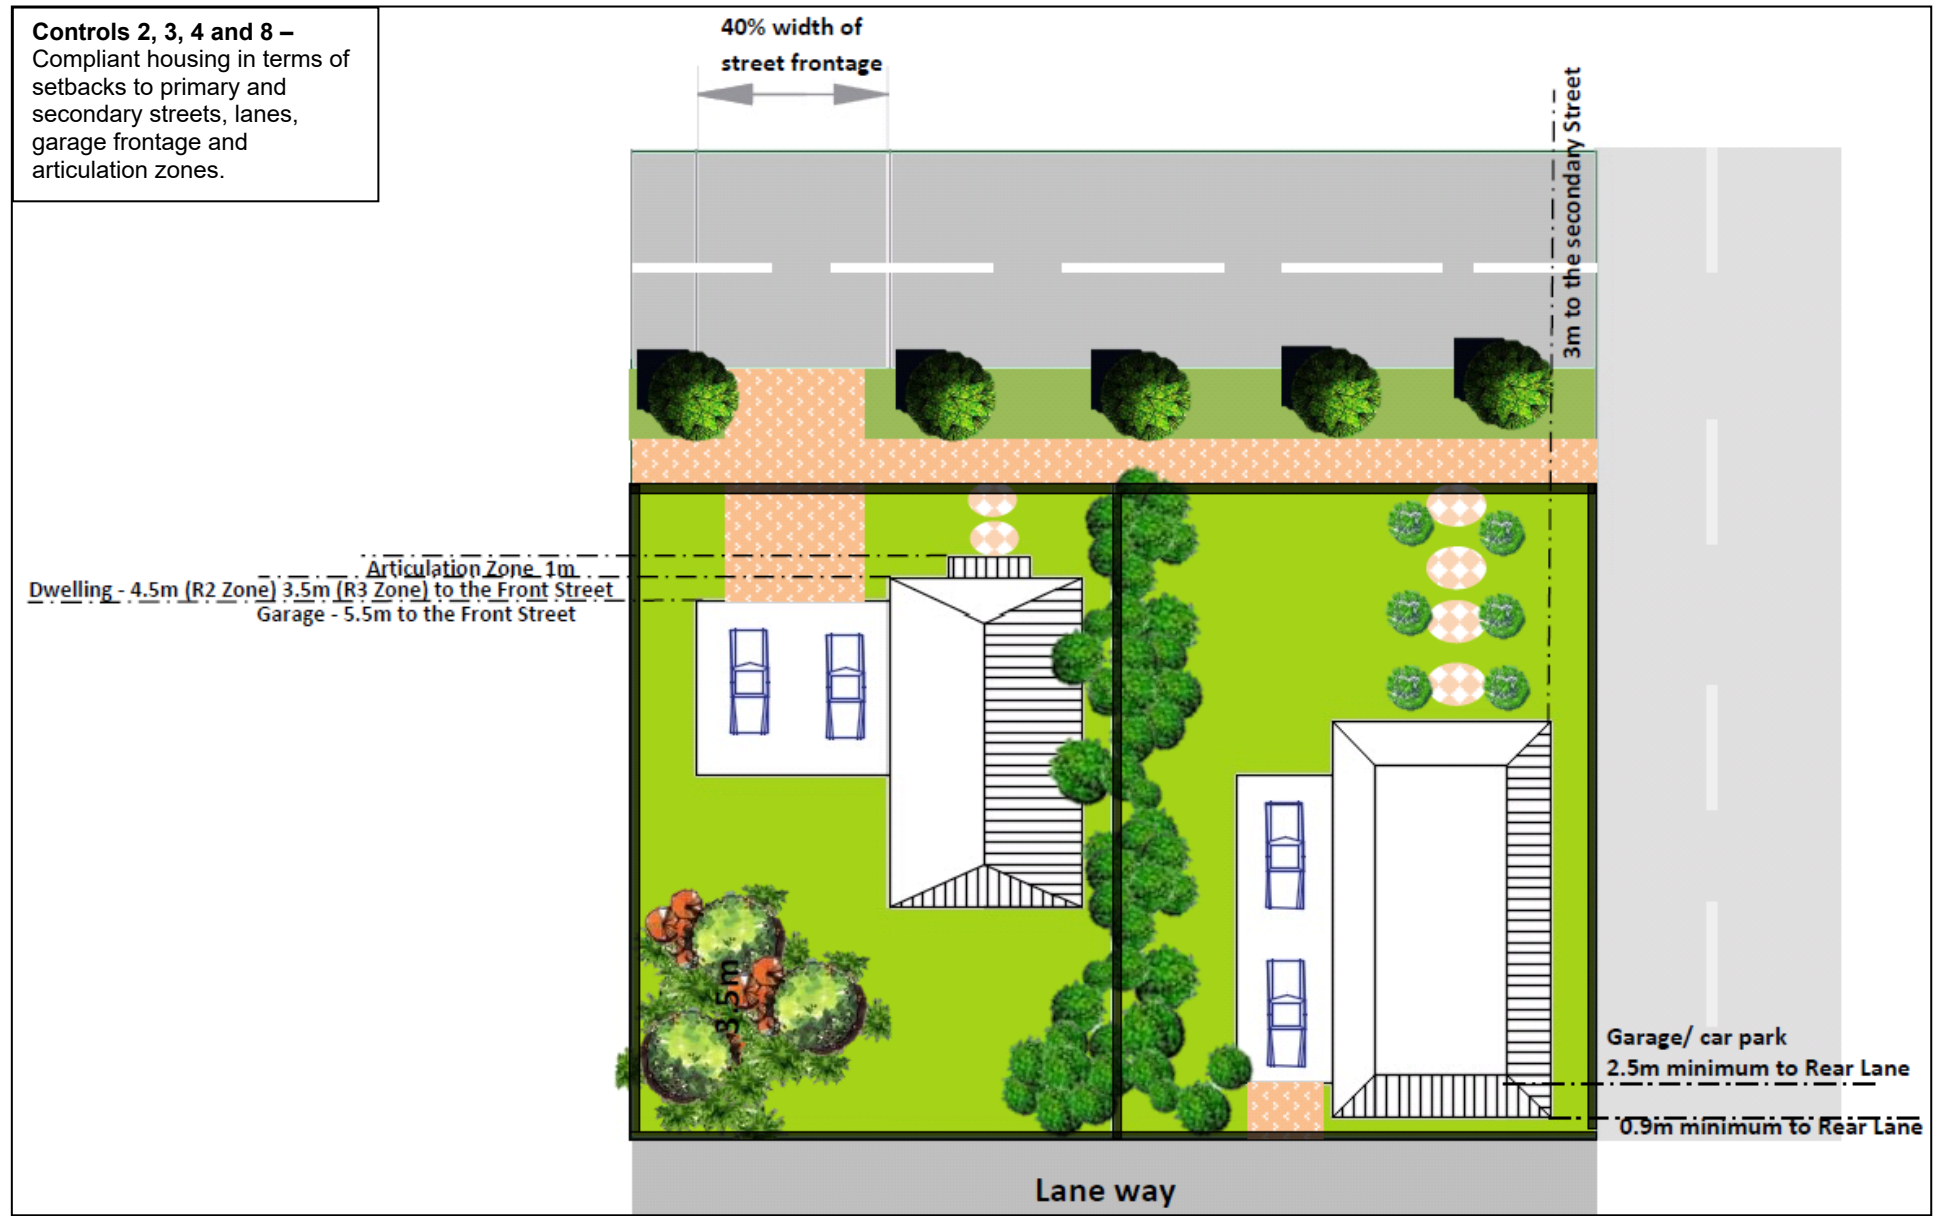 Controls 2, 3, 4 and 8 –
Compliant housing in terms of
setbacks to primary and
secondary streets, lanes,
garage frontage and
articulation zones.
40% width of
street frontage
3m to the secondary Street
Articulation Zone 1m
Dwelling - 4.5m (R2 Zone) 3.5m (R3 Zone) to the Front Street
Garage - 5.5m to the Front Street
3.5m
Garage/ car park
2.5m minimum to Rear Lane
0.9m minimum to Rear Lane
Lane way